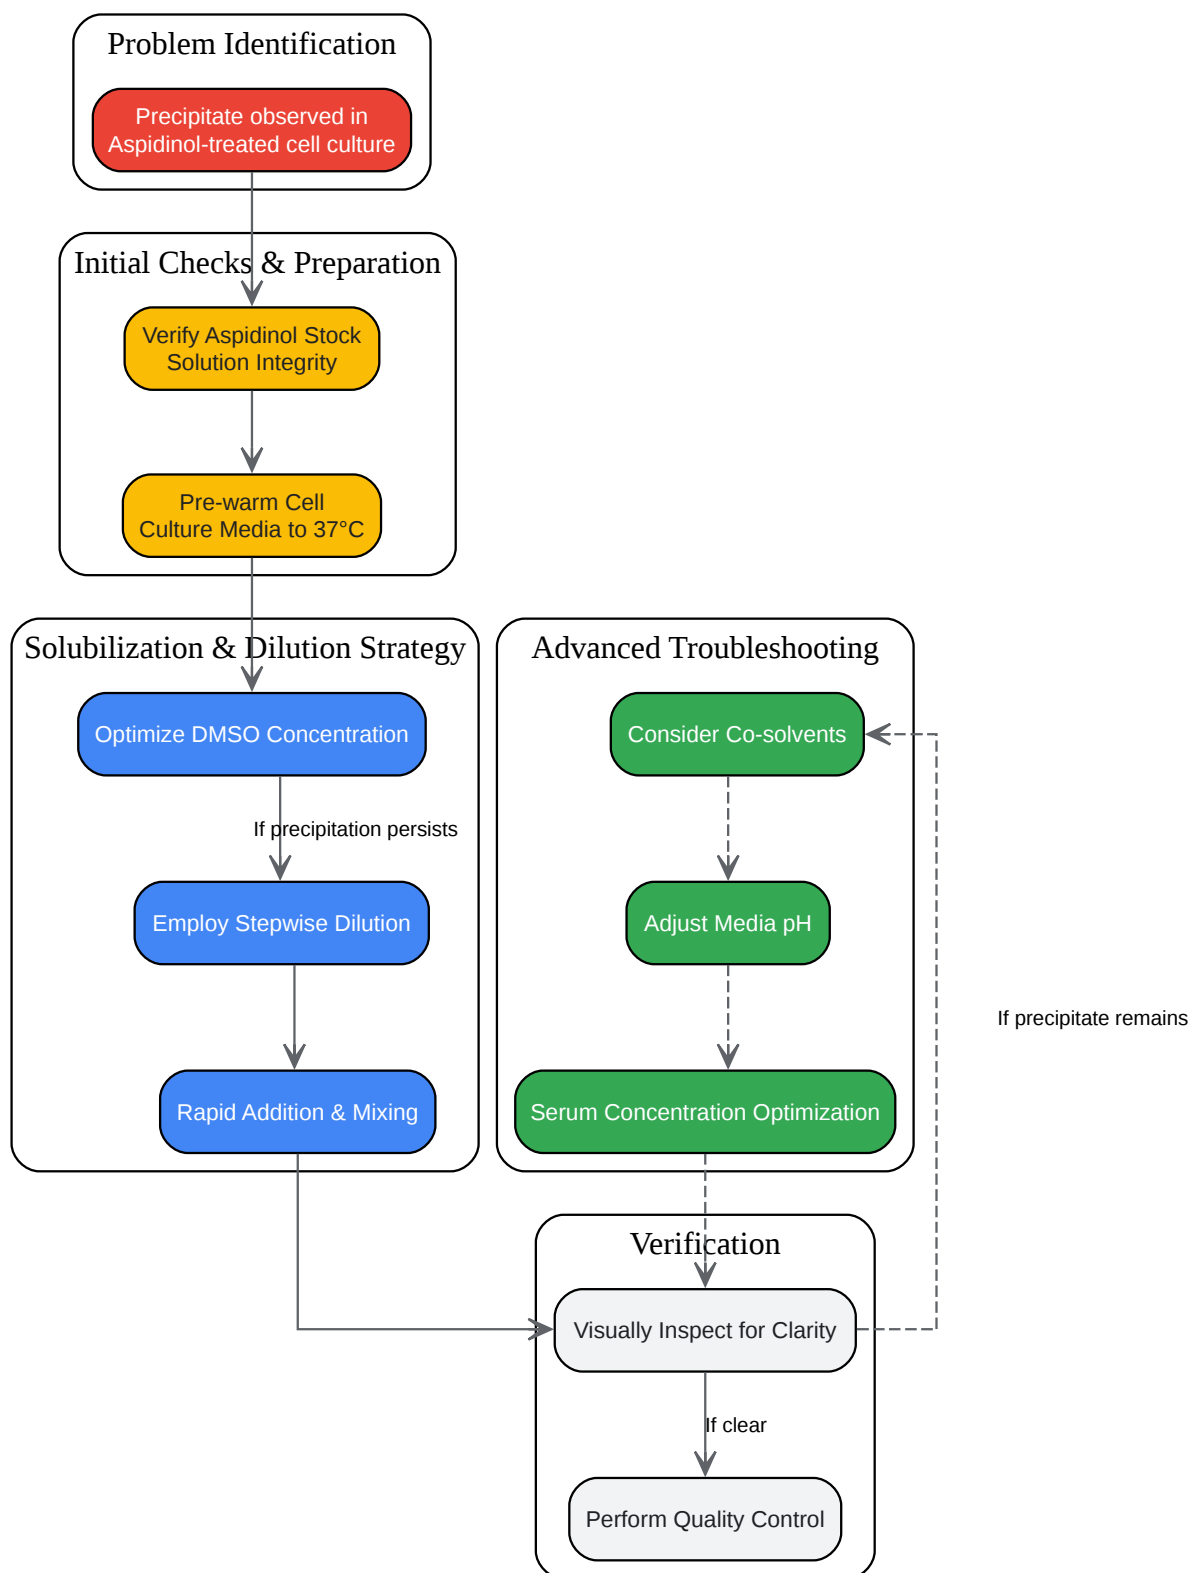 Problem Identification
Precipitate observed in
Aspidinol-treated cell culture
Initial Checks & Preparation
Verify Aspidinol Stock
Solution Integrity
Pre-warm Cell
Culture Media to 37°C
Solubilization & Dilution Strategy
Optimize DMSO Concentration
If precipitation persists
Employ Stepwise Dilution
Rapid Addition & Mixing
Advanced Troubleshooting
Consider Co-solvents
Adjust Media pH
Serum Concentration Optimization
If precipitate remains
Verification
Visually Inspect for Clarity
If clear
Perform Quality Control